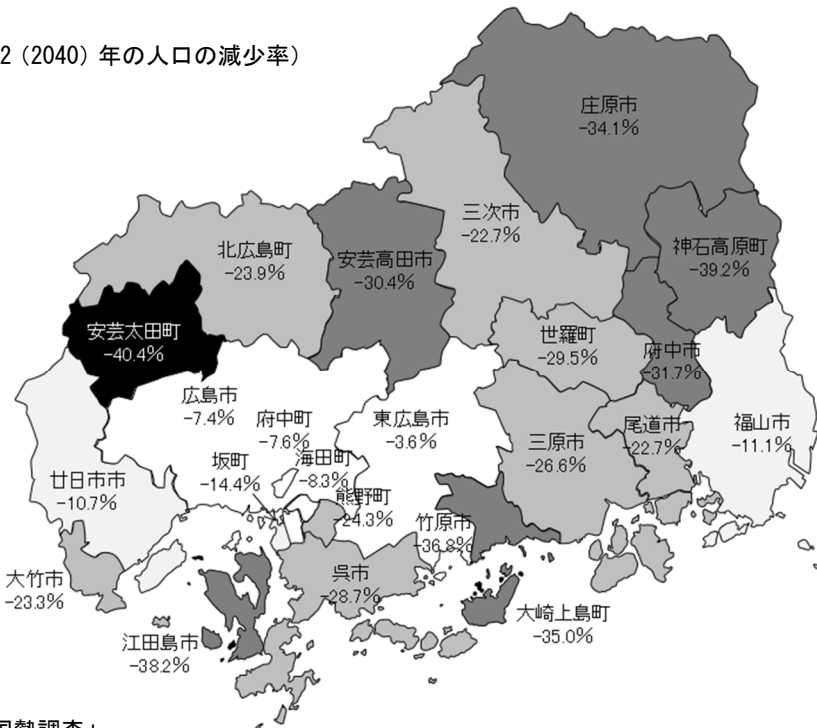 2（2040）年の人口の減少率）
庄原市
-34.1%
三次市
-22.7%
神石高原町
-39.2%
北広島町
-23.9%
安芸高田市
-30.4%
安芸太田町
-40.4%
世羅町
-29.5%
府中市
-31.7%
広島市
-7.4%
府中町
-7.6%
東広島市
-3.6%
三原市
-26.6%
尾道市
-22.7%
福山市
-11.1%
坂町
-14.4%
海田町
-8.3%
廿日市市
-10.7%
熊野町
-24.3%
竹原市
-36.8%
大竹市
-23.3%
呉市
-28.7%
大崎上島町
-35.0%
江田島市
-38.2%